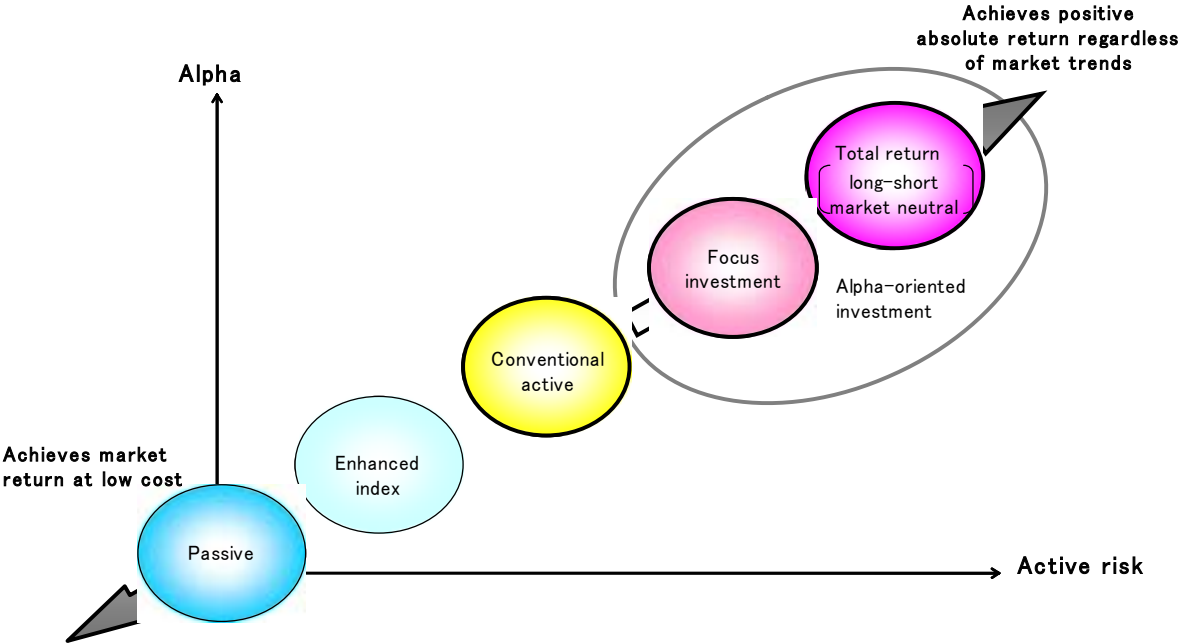 Achieves positive
absolute return regardless
of market trends
Alpha
Total return
long-short
market neutral
Focus
investment
Alpha-oriented
investment
Conventional
active
Achieves market
return at low cost
Enhanced
index
Passive
Active risk